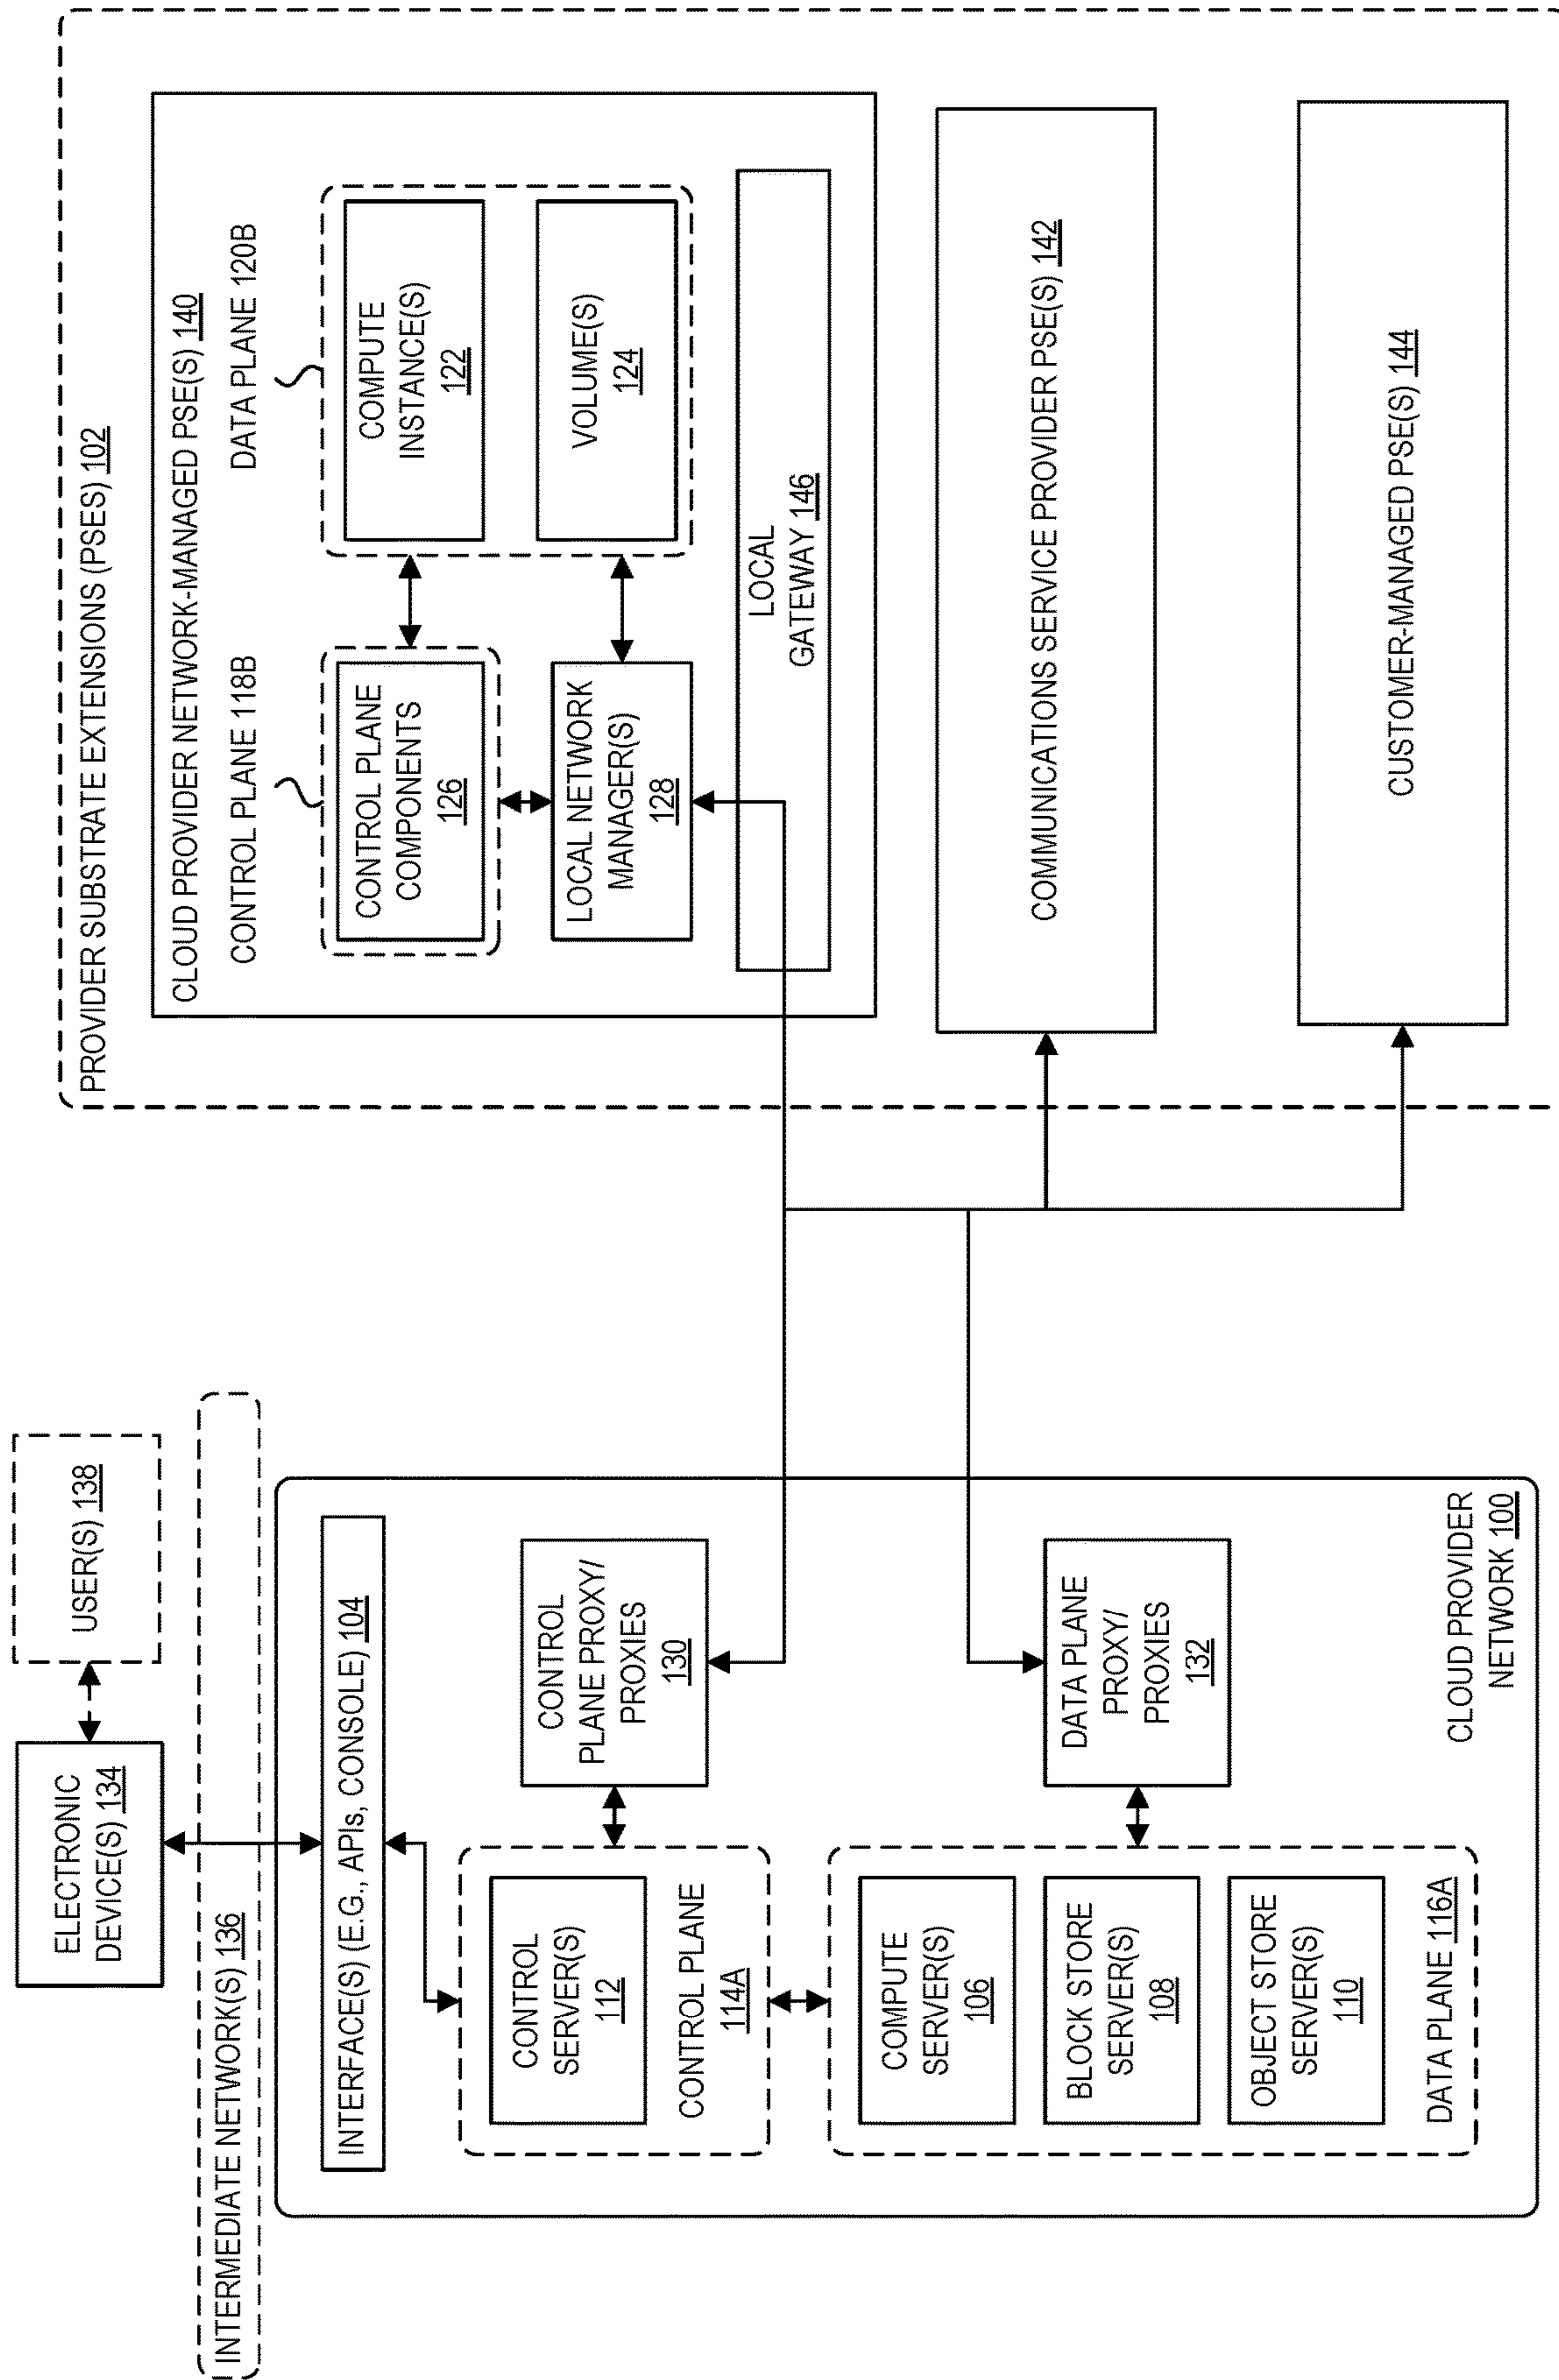 ELECTRONIC
DEVICE(S) 134
USER(S) 138
INTERMEDIATE NETWORK(S) 136
INTERFACE(S) (E.G., APIs, CONSOLE) 104
CONTROL
SERVER(S)
112
CONTROL PLANE
114A
CONTROL
PLANE PROXY/
PROXIES
130
COMPUTE
SERVER(S)
106
BLOCK STORE
SERVER(S)
108
OBJECT STORE
SERVER(S)
110
DATA PLANE 116A
DATA PLANE
PROXY/
PROXIES
132
CLOUD PROVIDER
NETWORK 100
PROVIDER SUBSTRATE EXTENSIONS (PSES) 102
CLOUD PROVIDER NETWORK-MANAGED PSE(S) 140
CONTROL PLANE 118B
DATA PLANE 120B
CONTROL PLANE
COMPONENTS
126
COMPUTE
INSTANCE(S)
122
LOCAL NETWORK
MANAGER(S)
128
VOLUME(S)
124
LOCAL
GATEWAY 146
COMMUNICATIONS SERVICE PROVIDER PSE(S) 142
CUSTOMER-MANAGED PSE(S) 144